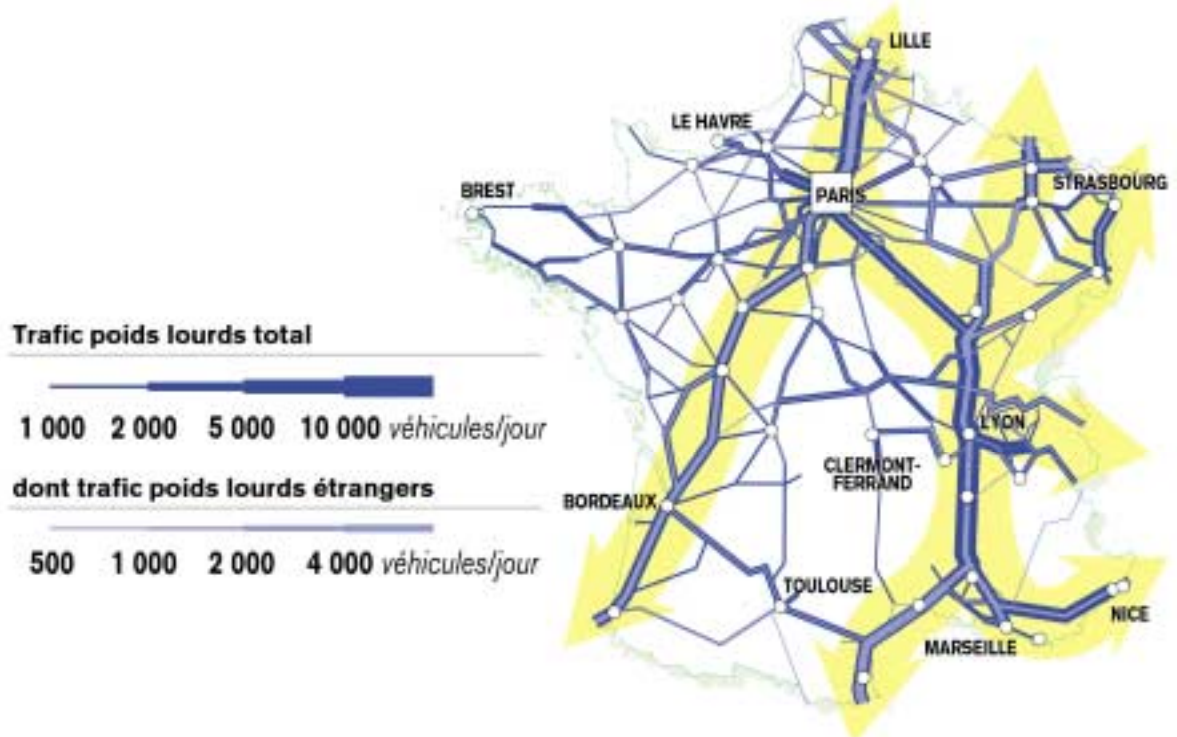 LILLE
LE HAVRE
BREST
PARIS
STRASBOURG
Trafic poids lourds total
1 000 2 000 5 000 10 000 véhicules/jour
dont trafic poids lourds étrangers
500 1 000 2 000 4 000 véhicules/jour
LYON
CLERMONT-
FERRAND
BORDEAUX
TOULOUSE
NICE
MARSEILLE